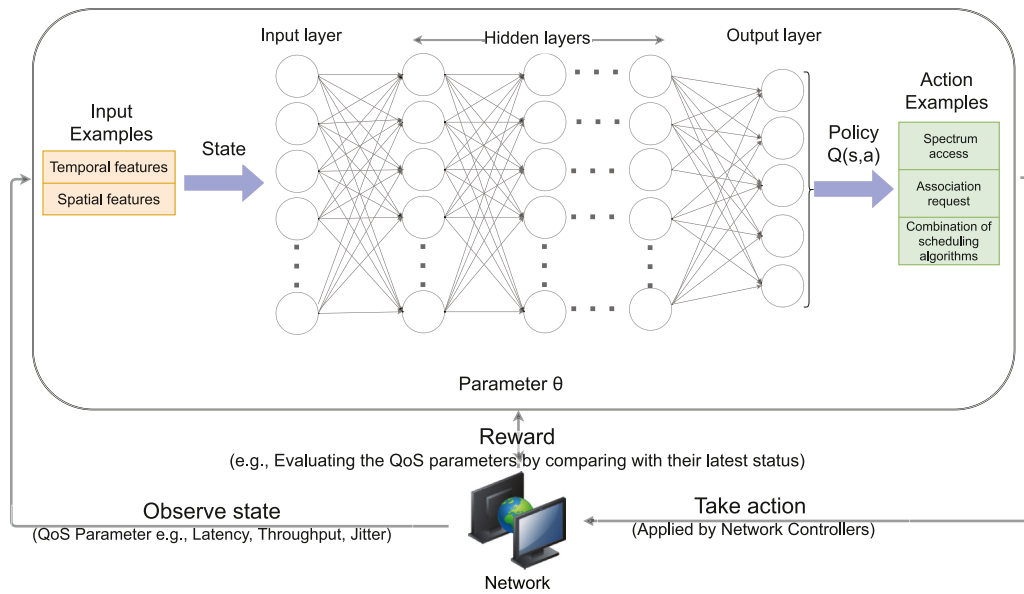 Input layer
Hidden layers
Output layer
Input
Examples
Temporal features
Spatial features
State
Policy
Q(s,a)
Action
Examples
Spectrum
access
Association
request
Combination of
scheduling
algorithms
Parameter θ
Reward
(e.g., Evaluating the QoS parameters by comparing with their latest status)
Observe state
(QoS Parameter e.g., Latency, Throughput, Jitter)
Take action
(Applied by Network Controllers)
Network